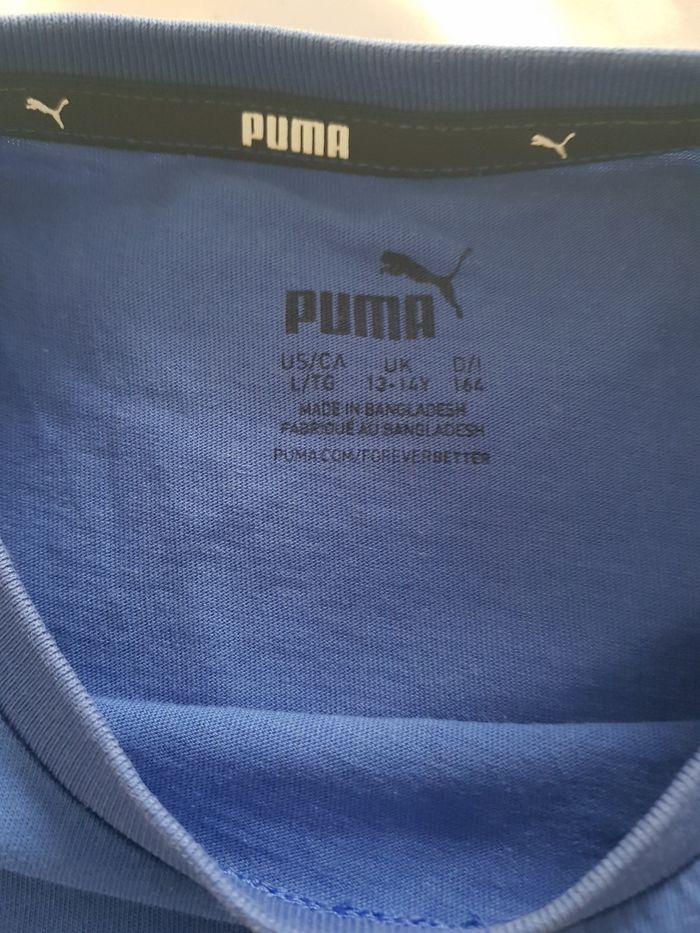 PUMA
PUMA
US/CA UK D/I
L/TG 13-14Y 164
MADE IN BANGLADESH
FABRIQUÉ AU BANGLADESH
PUMA.COM/FOREVERBETTER